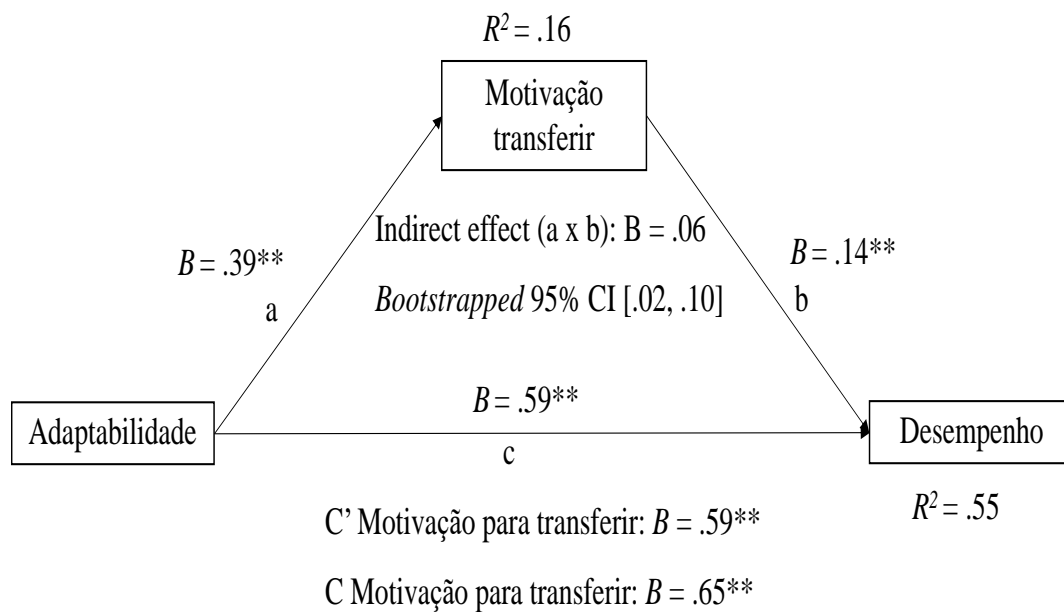 R² = .16
Motivação
transferir
Indirect effect (a x b): B = .06
B = .39**
B = .14**
a
Bootstrapped 95% CI [.02, .10]
b
B = .59**
Adaptabilidade
Desempenho
c
C’ Motivação para transferir: B = .59**
R² = .55
C Motivação para transferir: B = .65**